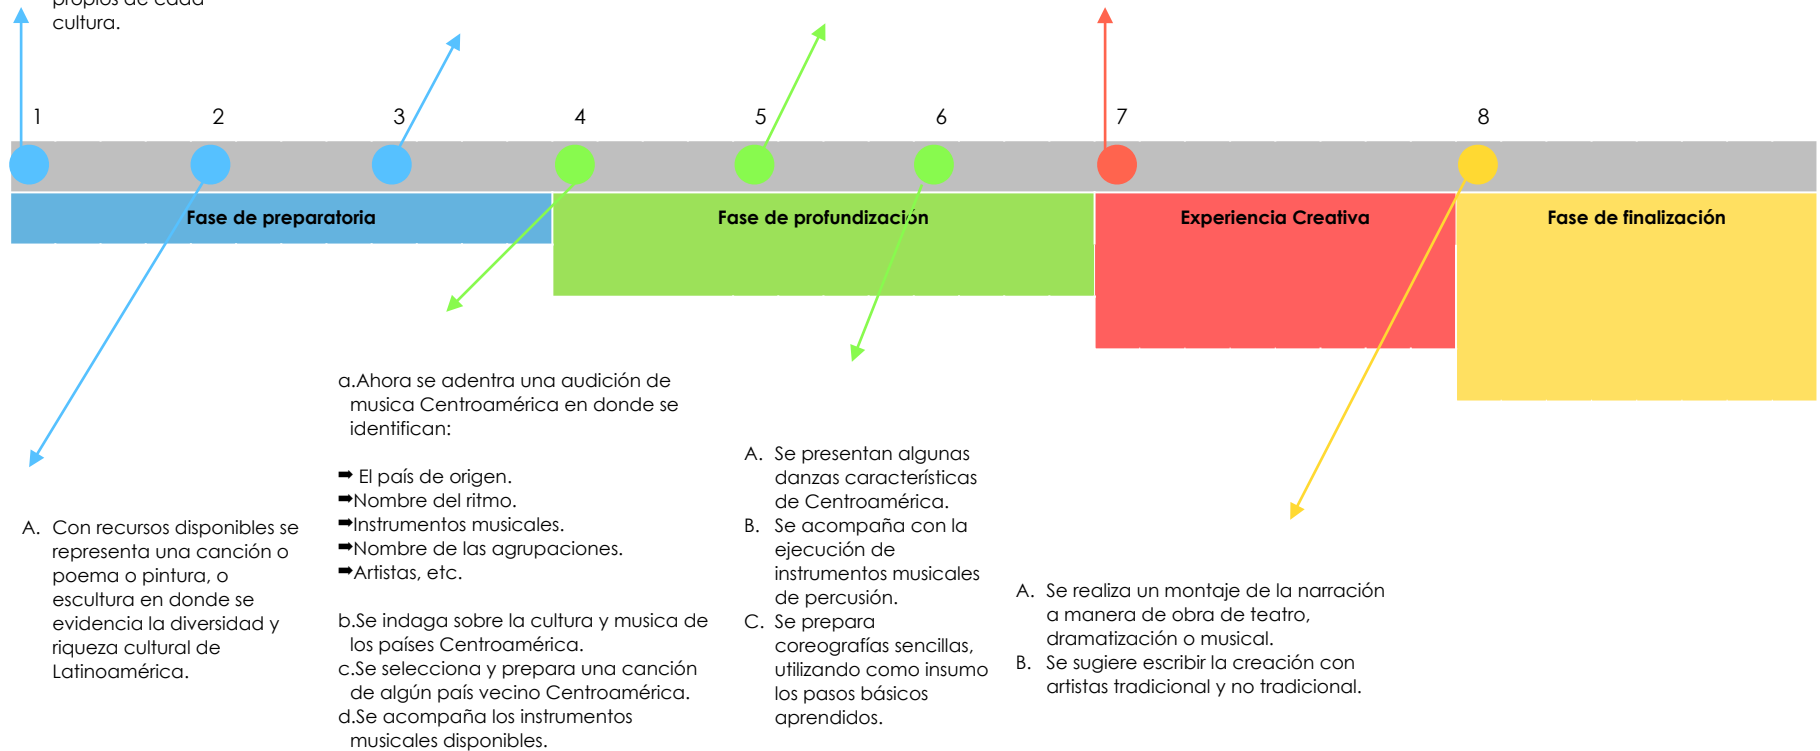 propios de cada
cultura.
1 2 3 4 5 6 7 8
Fase de preparatoria
Fase de profundización
Experiencia Creativa
Fase de finalización
A. Con recursos disponibles se
representa una canción o
poema o pintura, o
escultura en donde se
evidencia la diversidad y
riqueza cultural de
Latinoamérica.
a.Ahora se adentra una audición de
musica Centroamérica en donde se
identifican:
➡ El país de origen.
➡Nombre del ritmo.
➡Instrumentos musicales.
➡Nombre de las agrupaciones.
➡Artistas, etc.
b.Se indaga sobre la cultura y musica de
los países Centroamérica.
c.Se selecciona y prepara una canción
de algún país vecino Centroamérica.
d.Se acompaña los instrumentos
musicales disponibles.
A. Se presentan algunas
danzas características
de Centroamérica.
B. Se acompaña con la
ejecución de
instrumentos musicales
de percusión.
C. Se prepara
coreografías sencillas,
utilizando como insumo
los pasos básicos
aprendidos.
A. Se realiza un montaje de la narración
a manera de obra de teatro,
dramatización o musical.
B. Se sugiere escribir la creación con
artistas tradicional y no tradicional.